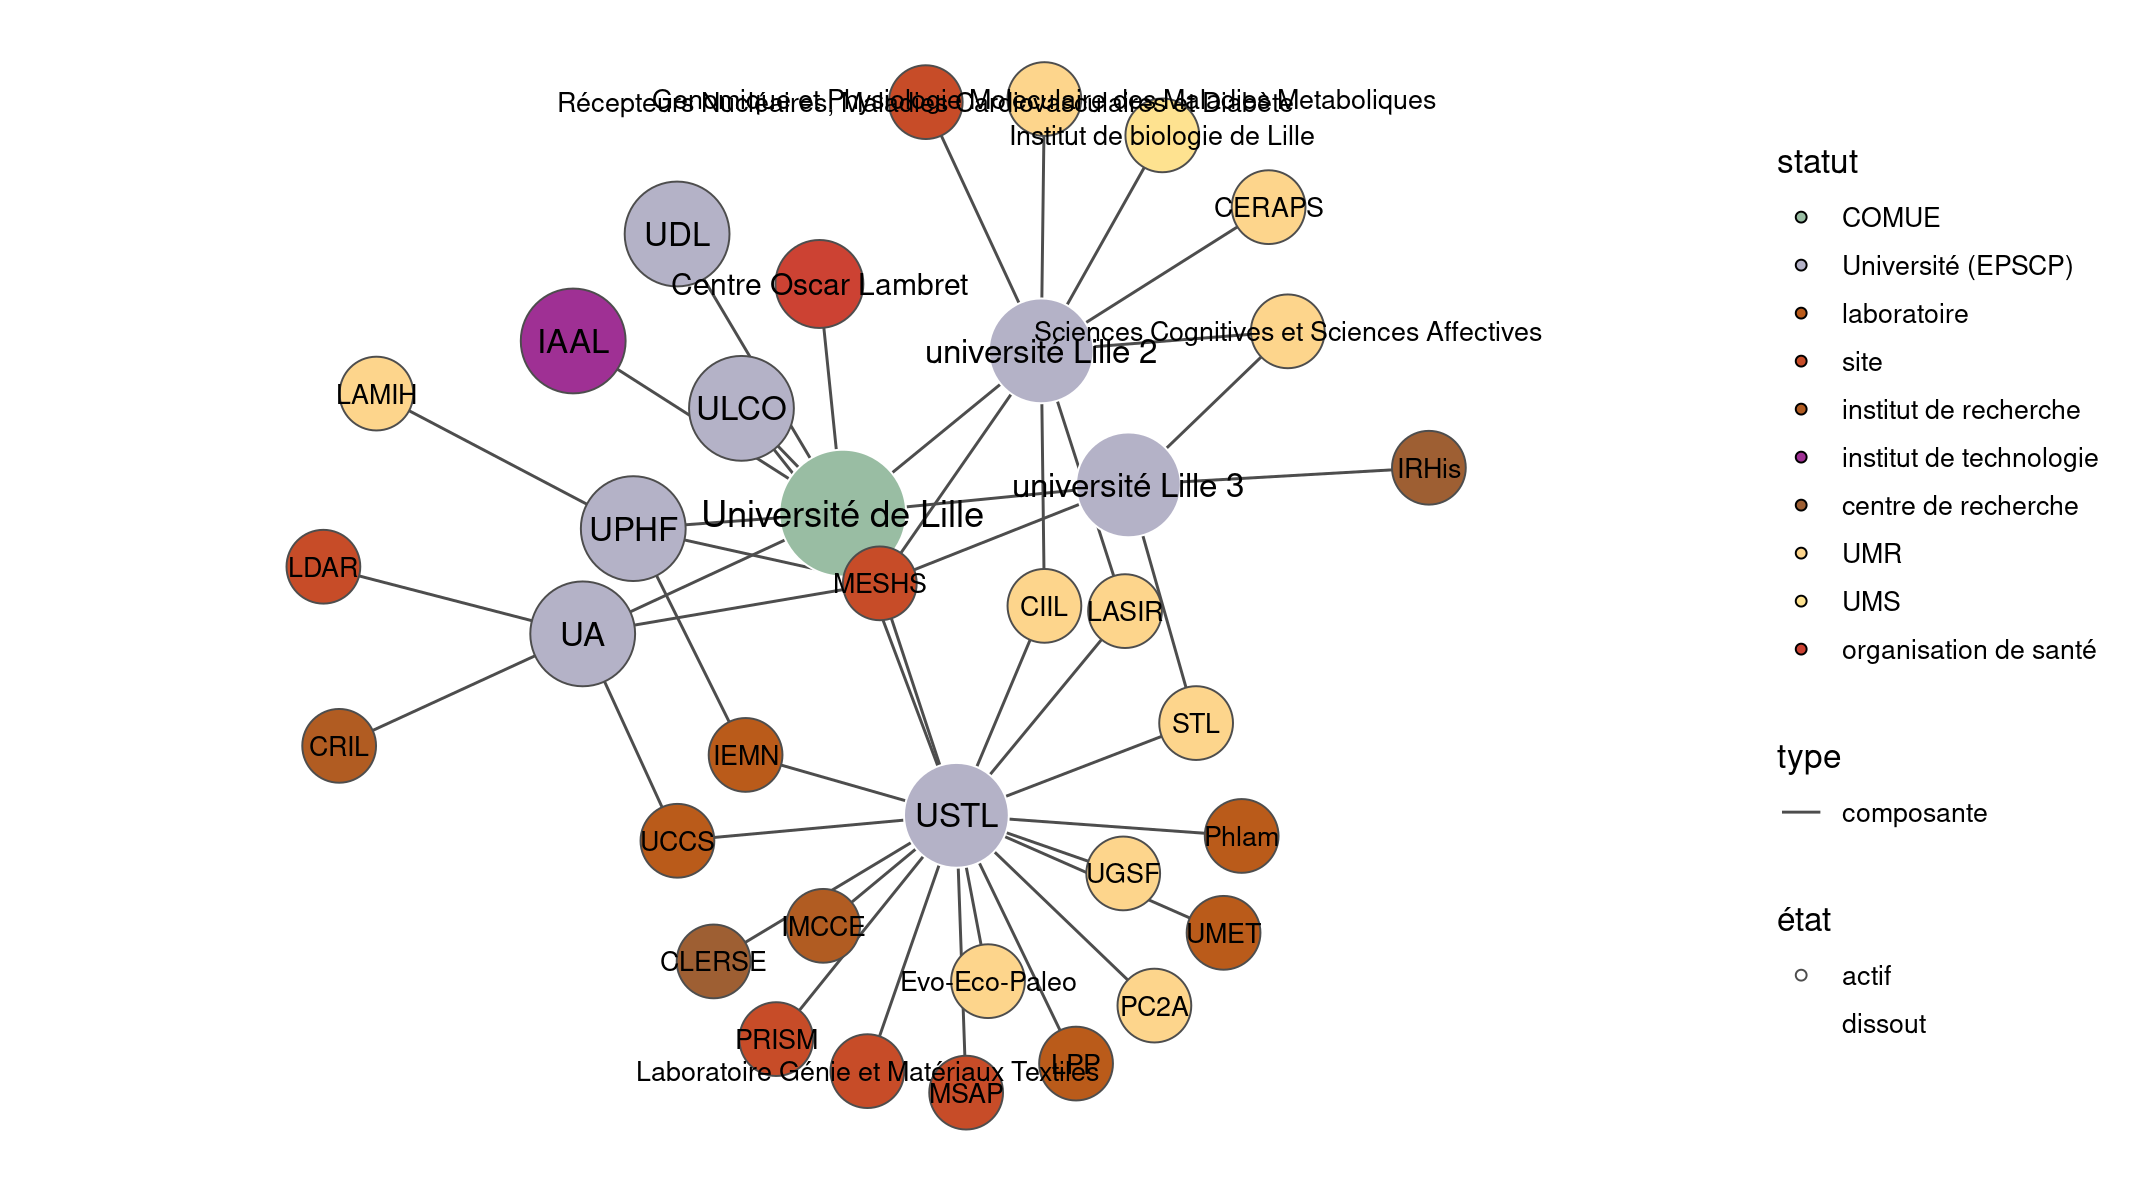 Récepteurs Nucléaires, Maladies Cardiovasculaires et Diabète
Genomique et Physiologie Moleculaire des Maladies Metaboliques
Institut de biologie de Lille
CERAPS
UDL
Centre Oscar Lambret
IAAL
Sciences Cognitives et Sciences Affectives
université Lille 2
LAMIH
ULCO
IRHis
université Lille 3
Université de Lille
UPHF
LDAR
MESHS
CIIL
LASIR
UA
STL
CRIL
IEMN
USTL
Phlam
UCCS
UGSF
IMCCE
UMET
CLERSE
Evo-Eco-Paleo
PC2A
PRISM
Laboratoire Génie et Matériaux Textiles
LPP
MSAP
statut
COMUE
Université (EPSCP)
laboratoire
site
institut de recherche
institut de technologie
centre de recherche
UMR
UMS
organisation de santé
type
composante
état
actif
dissout